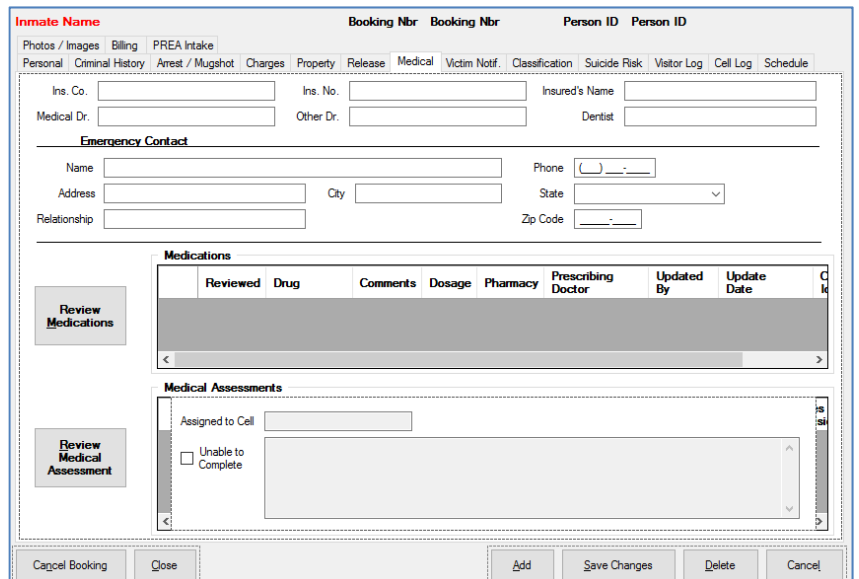 Inmate Name Booking Nbr Booking Nbr Person ID Person ID
Photos / Images Billing PREA Intake
Personal Criminal History Arrest / Mugshot Charges Property Release Medical Victim Notif. Classification Suicide Risk Visitor Log Cell Log Schedule
Ins. Co. Ins. No. Insured's Name
Medical Dr. Other Dr. Dentist
Emergency Contact
Name Phone (___) ___-____
Address City State
Relationship Zip Code _____-____
Medications
Reviewed Drug Comments Dosage Pharmacy Prescribing Doctor Updated By Update Date
Review Medications
Medical Assessments
Assigned to Cell
Unable to Complete
Review Medical Assessment
Cancel Booking Close Add Save Changes Delete Cancel